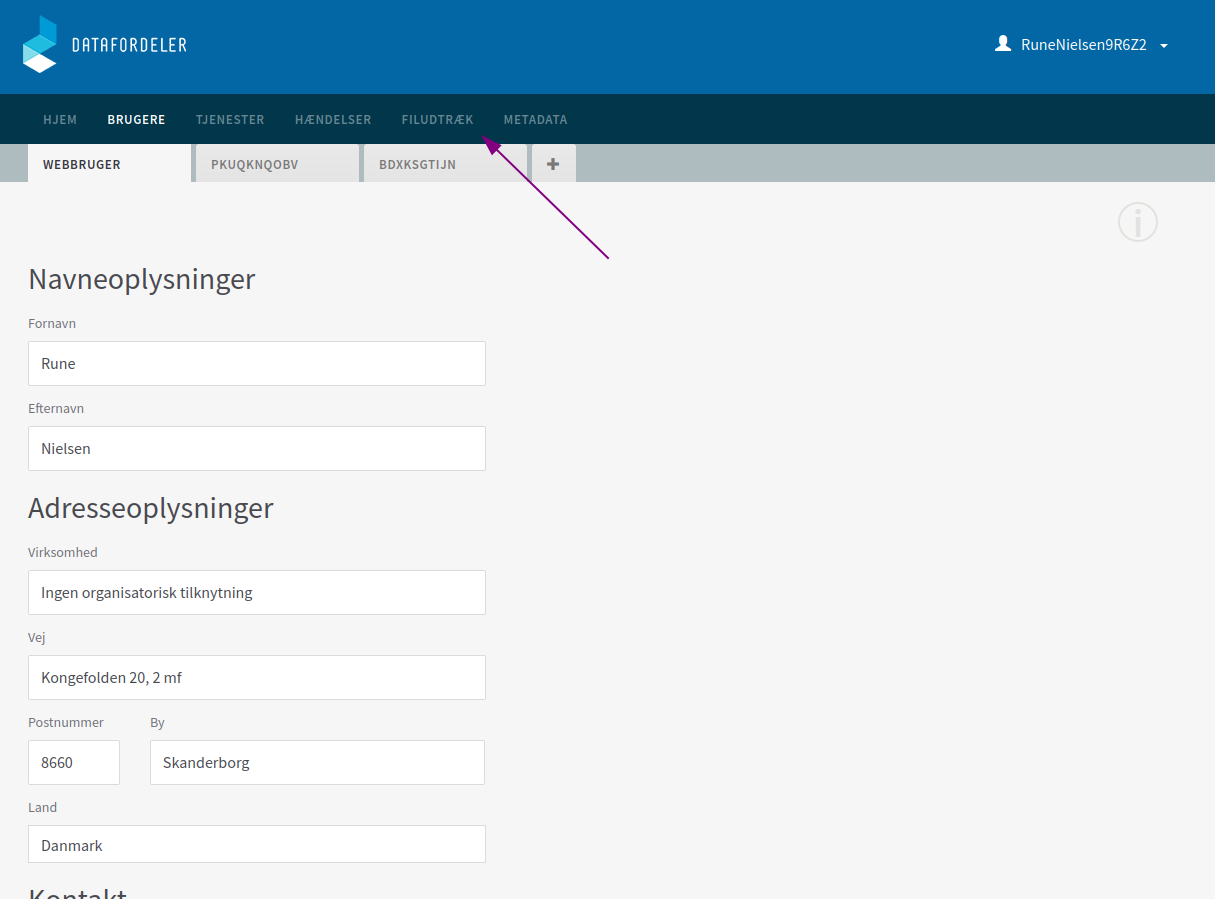 DATAFORDELER
RuneNielsen9R6Z2
HJEM BRUGERE TJENESTER HÆNDELSER FILUDTRÆK METADATA
WEBBRUGER PKUQKNQOBV BDXKSGTIJN
Navneoplysninger
Fornavn
Rune
Efternavn
Nielsen
Adresseoplysninger
Virksomhed
Ingen organisatorisk tilknytning
Vej
Kongefolden 20, 2 mf
Postnummer By
8660 Skanderborg
Land
Danmark
Kontakt